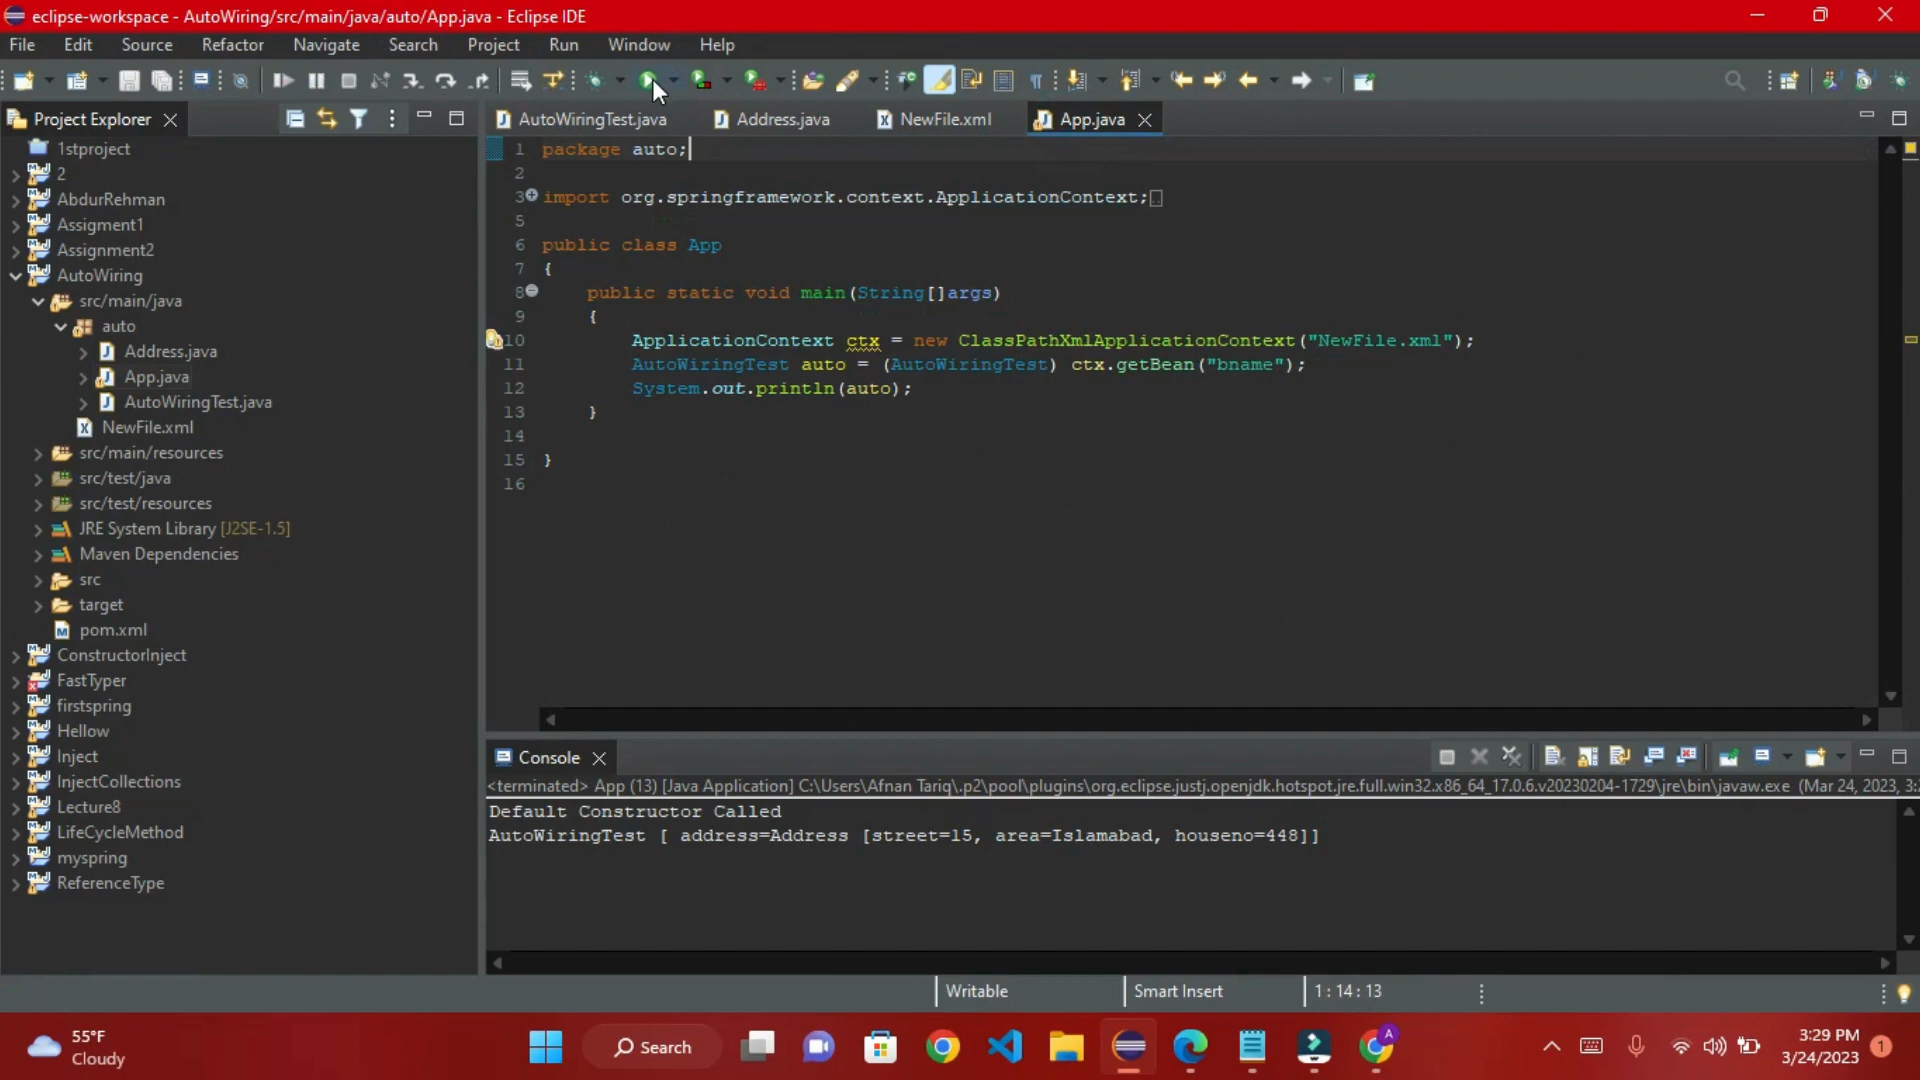 eclipse-workspace - AutoWiring/src/main/java/auto/App.java - Eclipse IDE
File Edit Source Refactor Navigate Search Project Run Window Help
Project Explorer
AutoWiringTest.java Address.java NewFile.xml App.java
1stproject
2
AbdurRehman
Assigment1
Assignment2
AutoWiring
src/main/java
auto
Address.java
App.java
AutoWiringTest.java
NewFile.xml
src/main/resources
src/test/java
src/test/resources
JRE System Library [J2SE-1.5]
Maven Dependencies
src
target
pom.xml
ConstructorInject
FastTyper
firstspring
Hellow
Inject
InjectCollections
Lecture8
LifeCycleMethod
myspring
ReferenceType
1 package auto;
2
3 import org.springframework.context.ApplicationContext;
5
6 public class App
7 {
8 public static void main(String[]args)
9 {
10 ApplicationContext ctx = new ClassPathXmlApplicationContext("NewFile.xml");
11 AutoWiringTest auto = (AutoWiringTest) ctx.getBean("bname");
12 System.out.println(auto);
13 }
14
15 }
16
Console
<terminated> App (13) [Java Application] C:\Users\Afnan Tariq\.p2\pool\plugins\org.eclipse.justj.openjdk.hotspot.jre.full.win32.x86_64_17.0.6.v20230204-1729\jre\bin\javaw.exe (Mar 24, 2023, 3:
Default Constructor Called
AutoWiringTest [ address=Address [street=15, area=Islamabad, houseno=448]]
Writable Smart Insert 1 : 14 : 13
55°F
Cloudy
Search
A
3:29 PM
3/24/2023
1